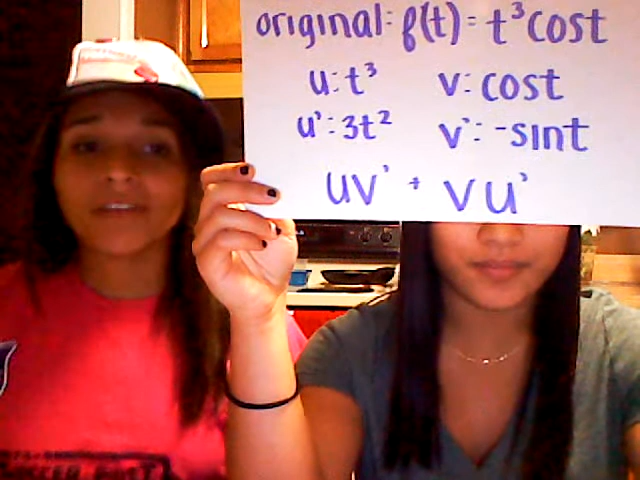 original: f(t) = t³cost
u: t³ v: cost
u': 3t² v': -sint
uv' + vu'